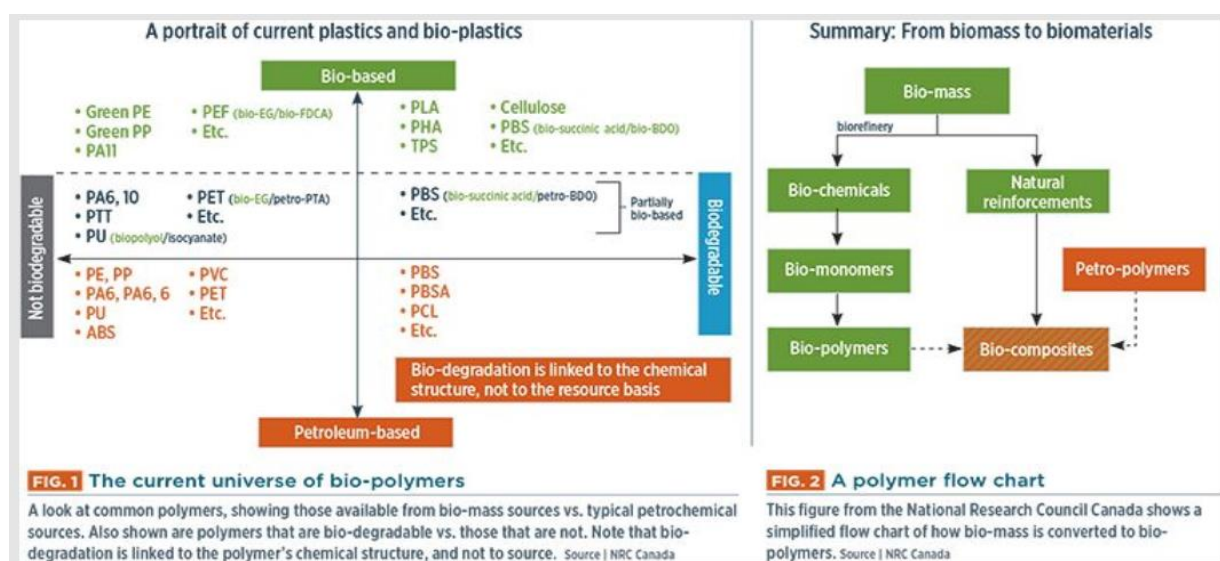 A portrait of current plastics and bio-plastics
Bio-based
• Green PE
• Green PP
• PA11
• PEF (bio-EG/bio-FDCA)
• Etc.
• PLA
• PHA
• TPS
• Cellulose
• PBS (bio-succinic acid/bio-BDO)
• Etc.
Not biodegradable
• PA6, 10
• PTT
• PU (biopolyol/isocyanate)
• PET (bio-EG/petro-PTA)
• Etc.
• PBS (bio-succinic acid/petro-BDO)
• Etc.
Partially
bio-based
Biodegradable
• PE, PP
• PA6, PA6, 6
• PU
• ABS
• PVC
• PET
• Etc.
• PBS
• PBSA
• PCL
• Etc.
Bio-degradation is linked to the chemical
structure, not to the resource basis
Petroleum-based
FIG. 1 The current universe of bio-polymers
A look at common polymers, showing those available from bio-mass sources vs. typical petrochemical
sources. Also shown are polymers that are bio-degradable vs. those that are not. Note that bio-
degradation is linked to the polymer's chemical structure, and not to source. Source | NRC Canada
Summary: From biomass to biomaterials
Bio-mass
biorefinery
Bio-chemicals
Natural
reinforcements
Bio-monomers
Petro-polymers
Bio-polymers
Bio-composites
FIG. 2 A polymer flow chart
This figure from the National Research Council Canada shows a
simplified flow chart of how bio-mass is converted to bio-
polymers. Source | NRC Canada